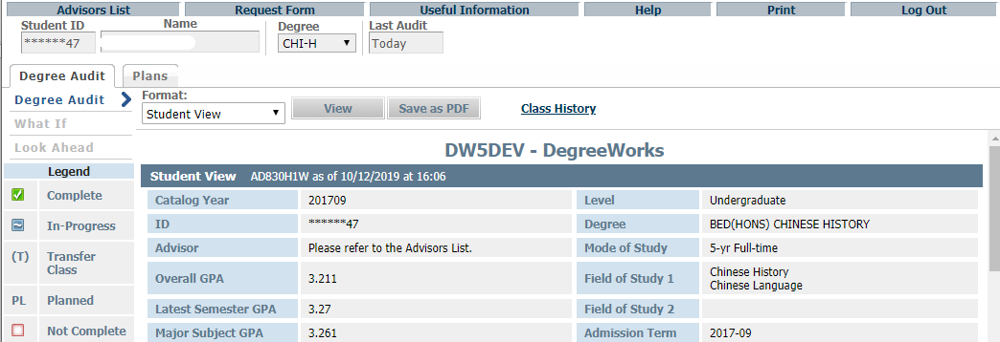 Advisors List Request Form Useful Information Help Print Log Out
Student ID Name Degree Last Audit
******47 CHI-H Today
Degree Audit Plans
Degree Audit Format:
Student View View Save as PDF Class History
What If
Look Ahead
DW5DEV - DegreeWorks
Legend
Student View AD830H1W as of 10/12/2019 at 16:06
Complete Catalog Year 201709 Level Undergraduate
In-Progress ID ******47 Degree BED(HONS) CHINESE HISTORY
(T) Transfer Class Advisor Please refer to the Advisors List. Mode of Study 5-yr Full-time
Overall GPA 3.211 Field of Study 1 Chinese History
Chinese Language
PL Planned Latest Semester GPA 3.27 Field of Study 2
Not Complete Major Subject GPA 3.261 Admission Term 2017-09